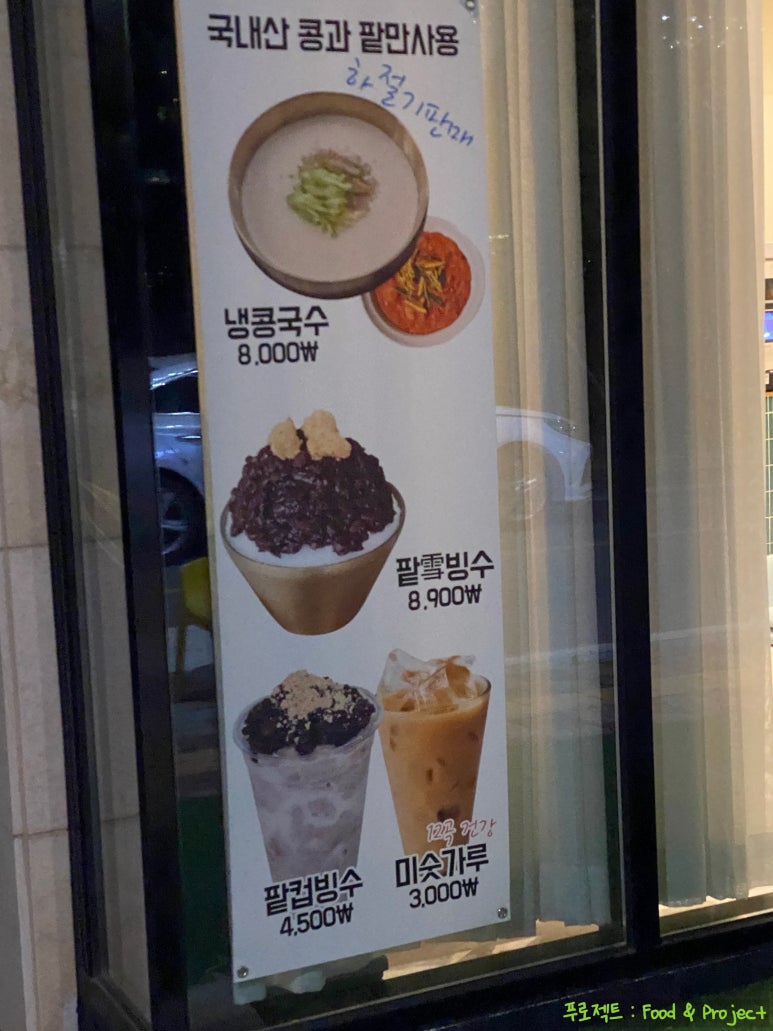 국내산 콩과 팥만사용
하절기판매
냉콩국수
8,000₩
팥雪빙수
8,900₩
12곡 건강
미숫가루
3,000₩
팥컵빙수
4,500₩
푸로젝트 : Food & Project